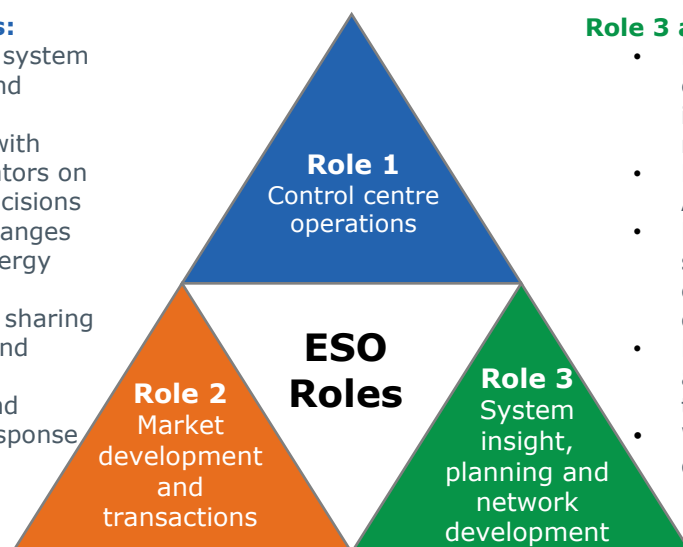 s:
system
nd
with
ators on
cisions
anges
ergy
sharing
nd
nd
sponse
Role 1
Control centre
operations
ESO
Roles
Role 2
Market
development
and
transactions
Role 3
System
insight,
planning and
network
development
Role 3 a
•
•
•
•
•